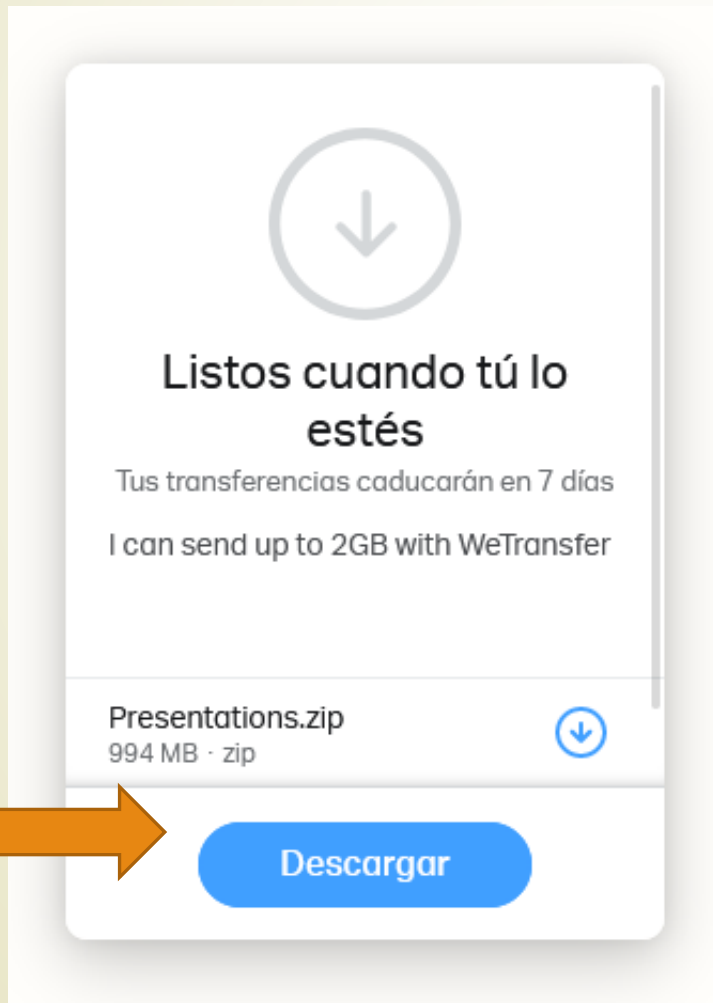 Listos cuando tú lo
estés
Tus transferencias caducarán en 7 días
I can send up to 2GB with WeTransfer
Presentations.zip
994 MB · zip
Descargar